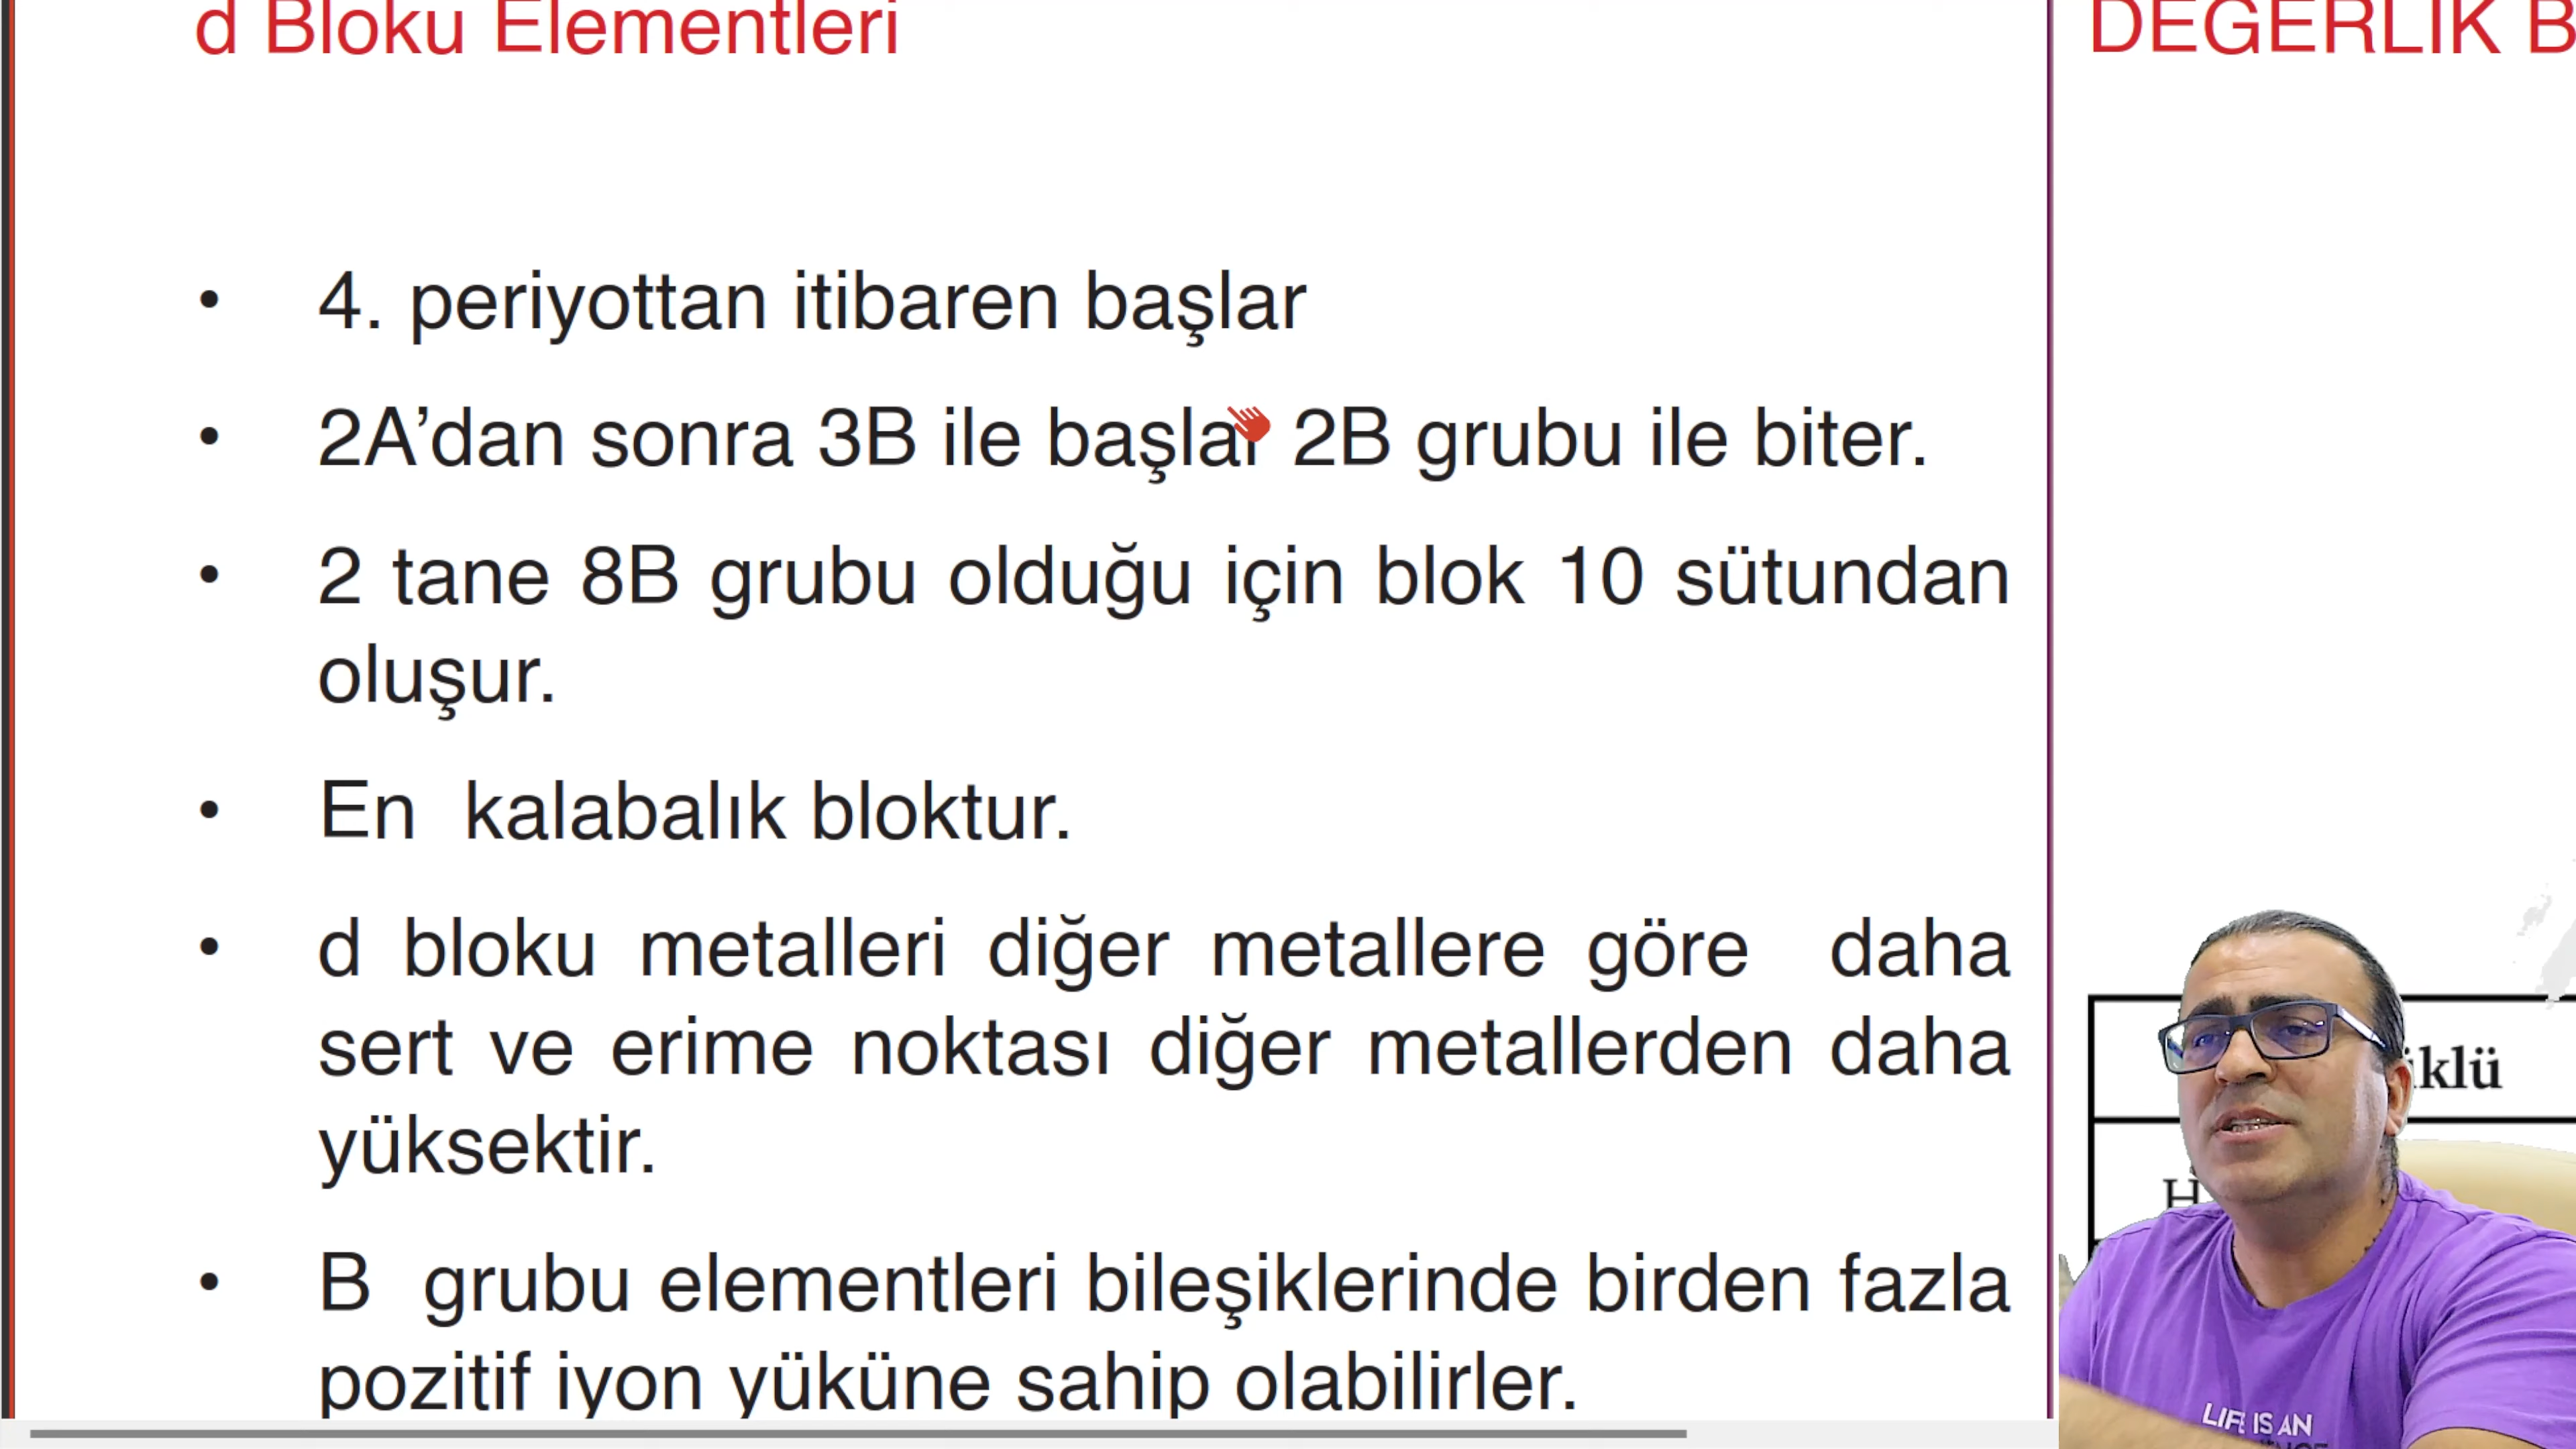 d Bloku Elementleri
DEĞERLİK B
• 4. periyottan itibaren başlar
• 2A’dan sonra 3B ile başlar 2B grubu ile biter.
• 2 tane 8B grubu olduğu için blok 10 sütundan
oluşur.
• En kalabalık bloktur.
• d bloku metalleri diğer metallere göre daha
sert ve erime noktası diğer metallerden daha
yüksektir.
• B grubu elementleri bileşiklerinde birden fazla
pozitif iyon yüküne sahip olabilirler.
üklü
H
LIFE IS AN